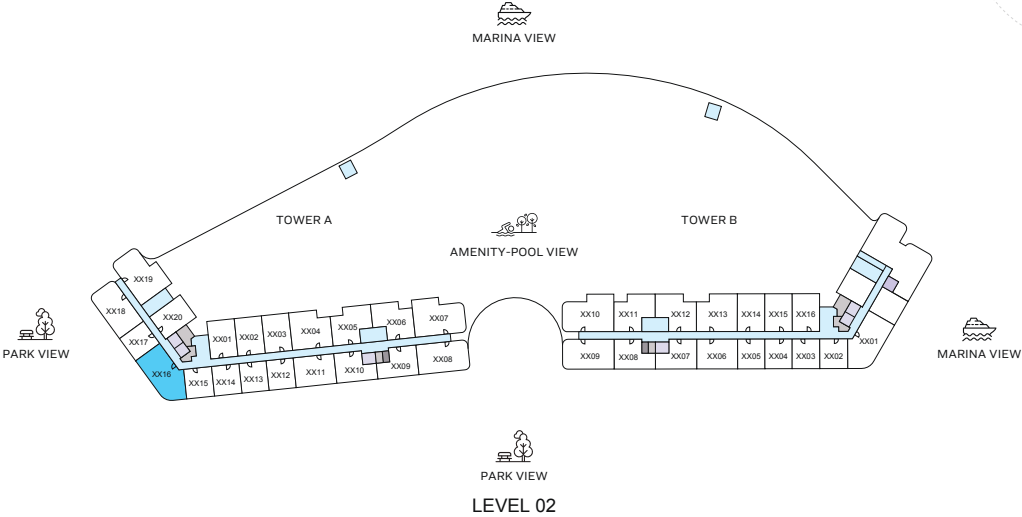 MARINA VIEW
TOWER A
TOWER B
AMENITY-POOL VIEW
XX19
XX18
XX20
XX17
XX16
XX01
XX02
XX03
XX04
XX05
XX06
XX07
XX15
XX14
XX13
XX12
XX11
XX10
XX09
XX08
XX10
XX11
XX12
XX13
XX14
XX15
XX16
XX01
XX09
XX08
XX07
XX06
XX05
XX04
XX03
XX02
PARK VIEW
MARINA VIEW
PARK VIEW
LEVEL 02